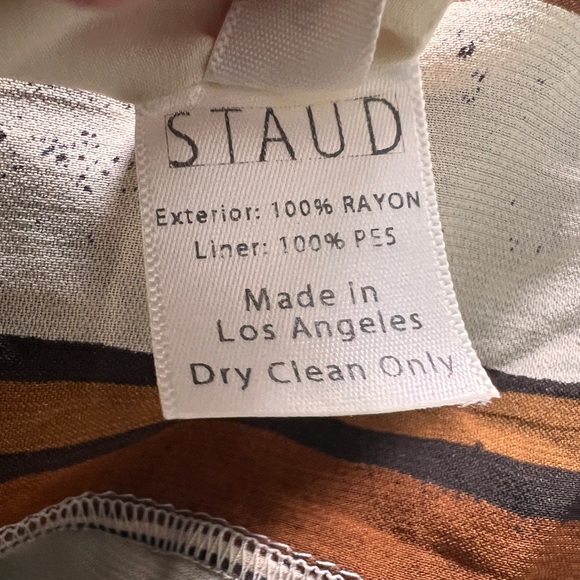 STAUD
Exterior: 100% RAYON
Liner: 100% PES
Made in
Los Angeles
Dry Clean Only